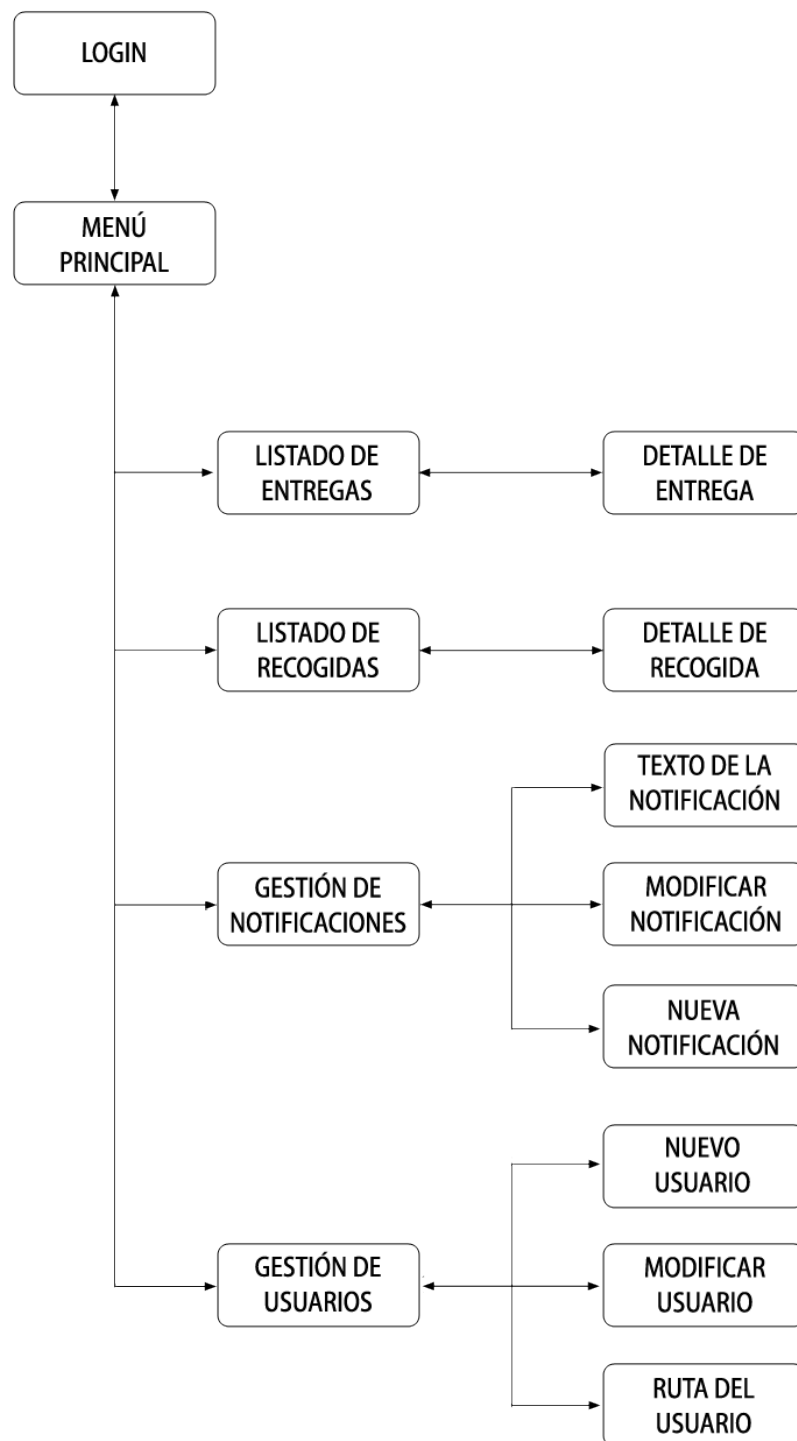 LOGIN
MENÚ
PRINCIPAL
LISTADO DE
ENTREGAS
DETALLE DE
ENTREGA
LISTADO DE
RECOGIDAS
DETALLE DE
RECOGIDA
TEXTO DE LA
NOTIFICACIÓN
GESTIÓN DE
NOTIFICACIONES
MODIFICAR
NOTIFICACIÓN
NUEVA
NOTIFICACIÓN
NUEVO
USUARIO
GESTIÓN DE
USUARIOS
MODIFICAR
USUARIO
RUTA DEL
USUARIO